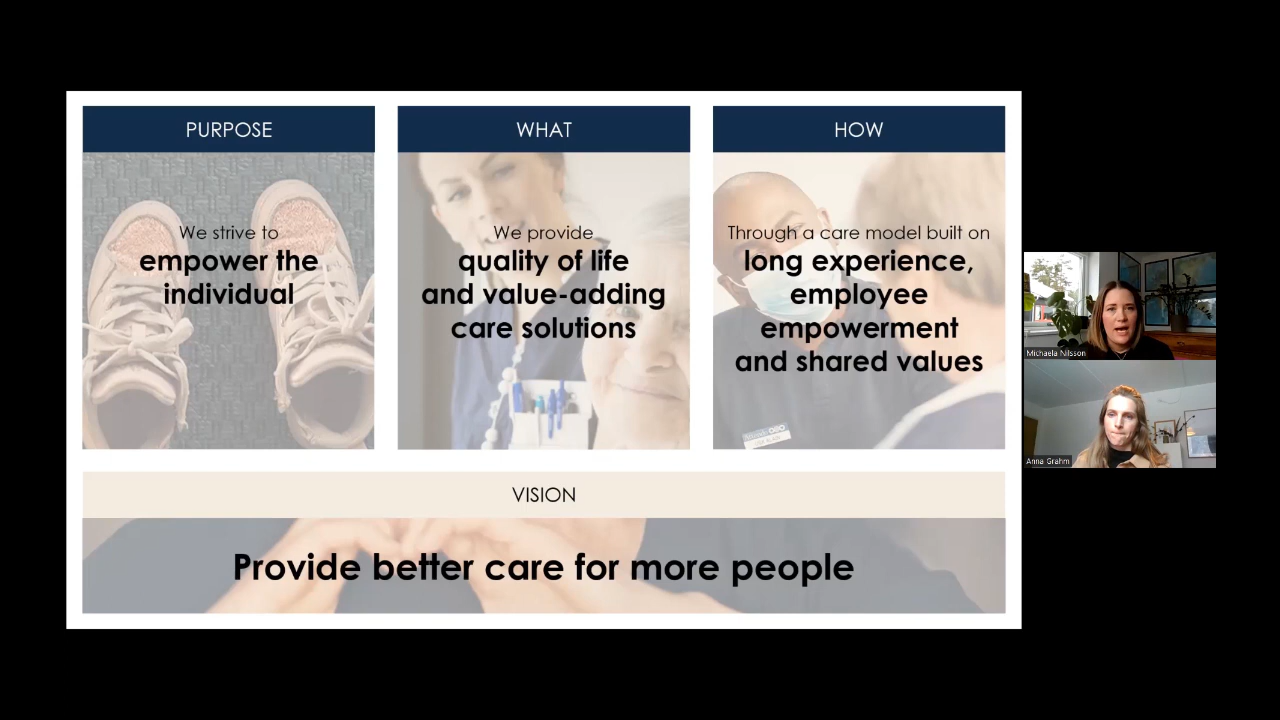 PURPOSE
We strive to
empower the
individual
WHAT
We provide
quality of life
and value-adding
care solutions
HOW
Through a care model built on
long experience,
employee
empowerment
and shared values
VISION
Provide better care for more people
Michaela Nilsson
Anna Grahm